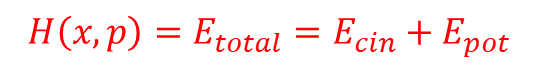 H(x, p) = E_total = E_cin + E_pot